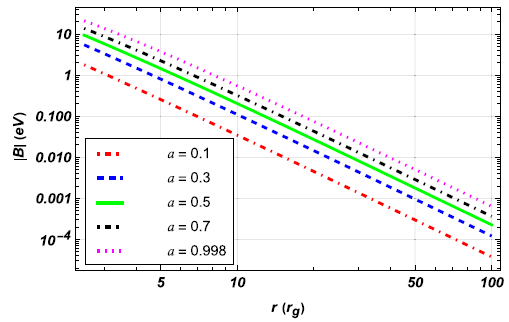 |B| (eV)
10
1
0.100
0.010
0.001
10⁻⁴
a = 0.1
a = 0.3
a = 0.5
a = 0.7
a = 0.998
5 10 50 100
r (r_g)